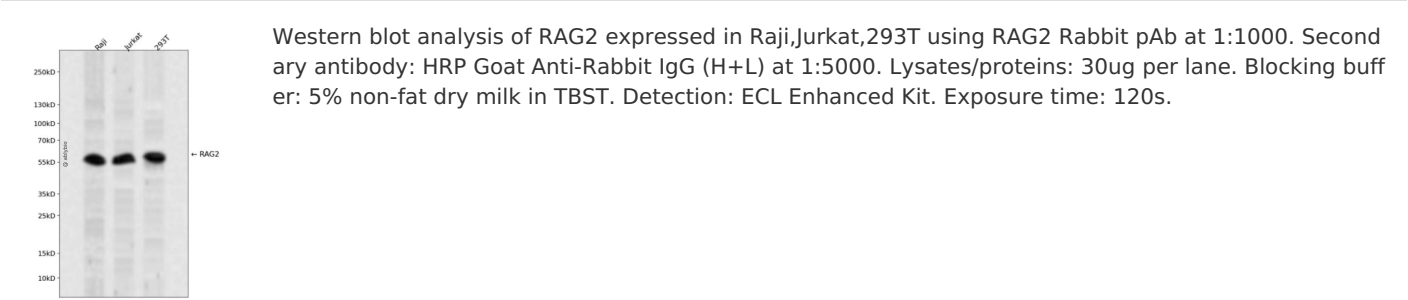 Raji Jurkat 293T
250kD
130kD
100kD
70kD
55kD
35kD
25kD
15kD
10kD
← RAG2
Western blot analysis of RAG2 expressed in Raji,Jurkat,293T using RAG2 Rabbit pAb at 1:1000. Second
ary antibody: HRP Goat Anti-Rabbit IgG (H+L) at 1:5000. Lysates/proteins: 30ug per lane. Blocking buff
er: 5% non-fat dry milk in TBST. Detection: ECL Enhanced Kit. Exposure time: 120s.